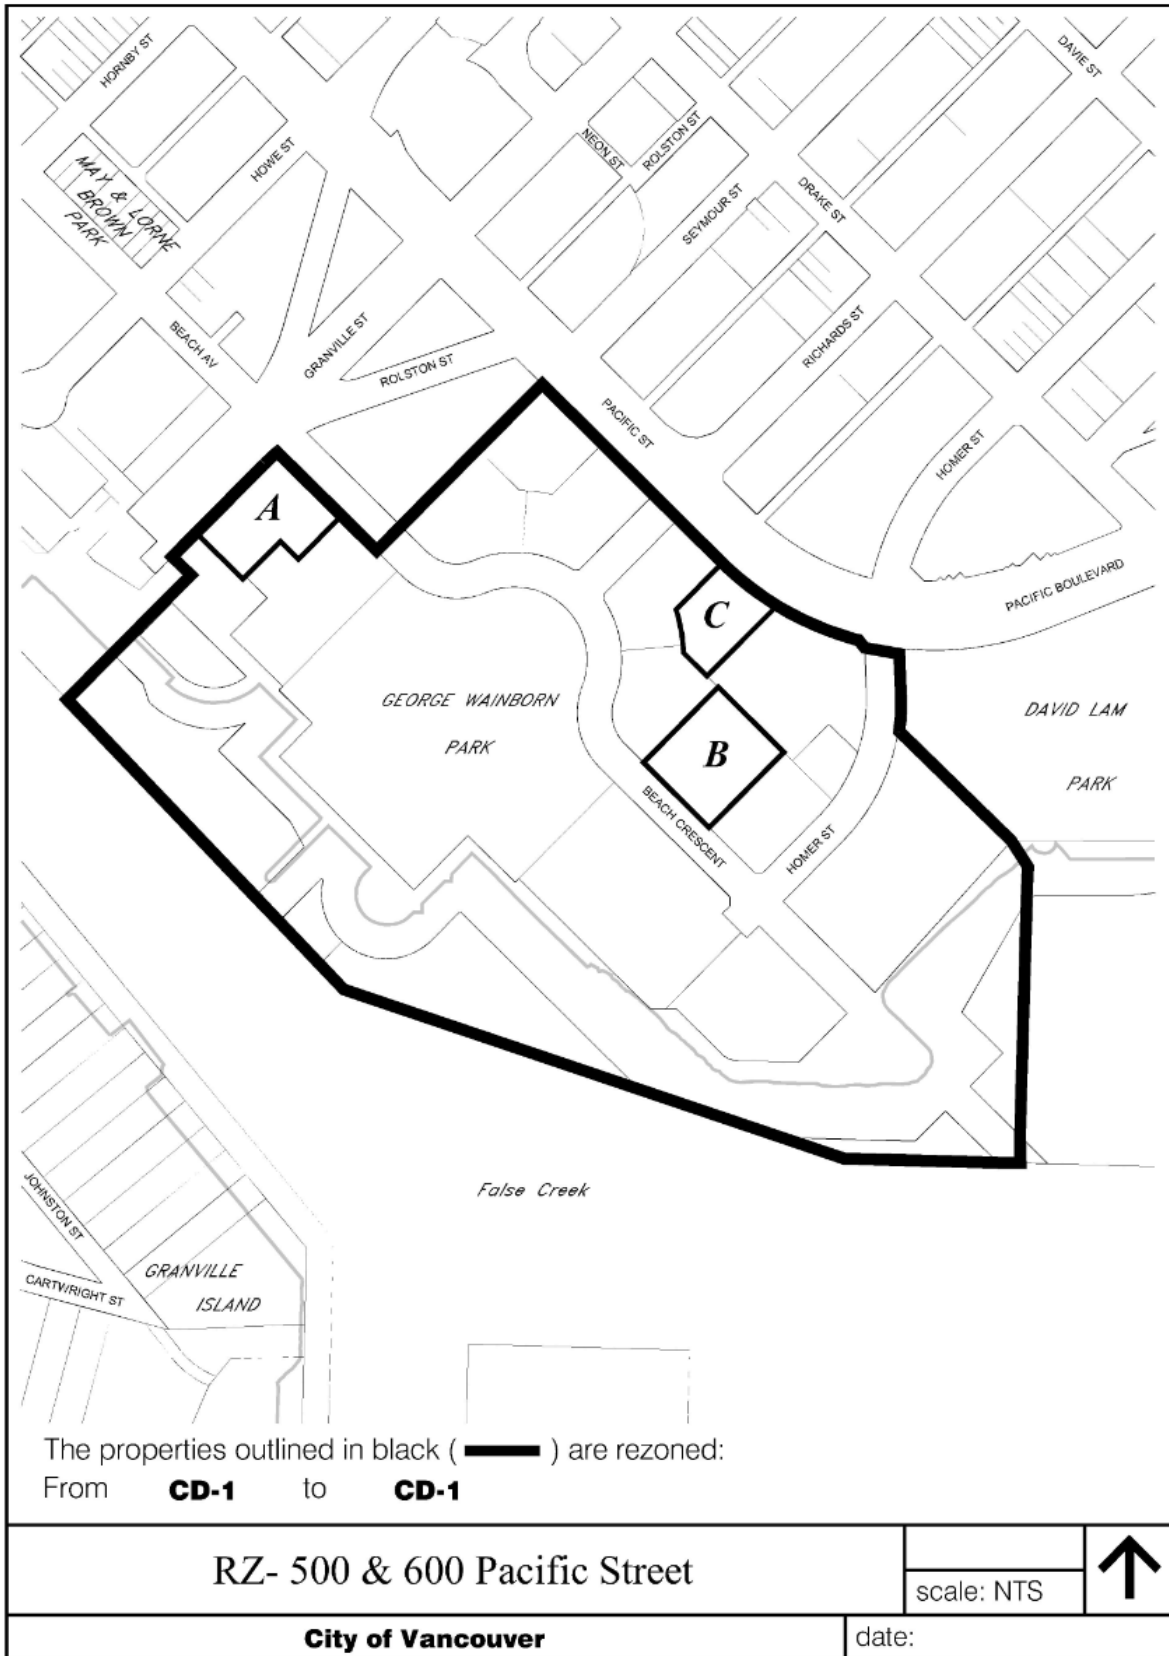 HORNBY ST
DAVIE ST
NEON ST
ROLSTON ST
HOWE ST
MAY & LORNE
BROWN
PARK
DRAKE ST
SEYMOUR ST
BEACH AV
GRANVILLE ST
ROLSTON ST
RICHARDS ST
PACIFIC ST
HOMER ST
A
PACIFIC BOULEVARD
C
GEORGE WAINBORN
PARK
DAVID LAM
PARK
B
BEACH CRESCENT
HOMER ST
False Creek
JOHNSTON ST
CARTWRIGHT ST
GRANVILLE
ISLAND
The properties outlined in black ( ) are rezoned:
From CD-1 to CD-1
RZ- 500 & 600 Pacific Street
scale: NTS
City of Vancouver
date: